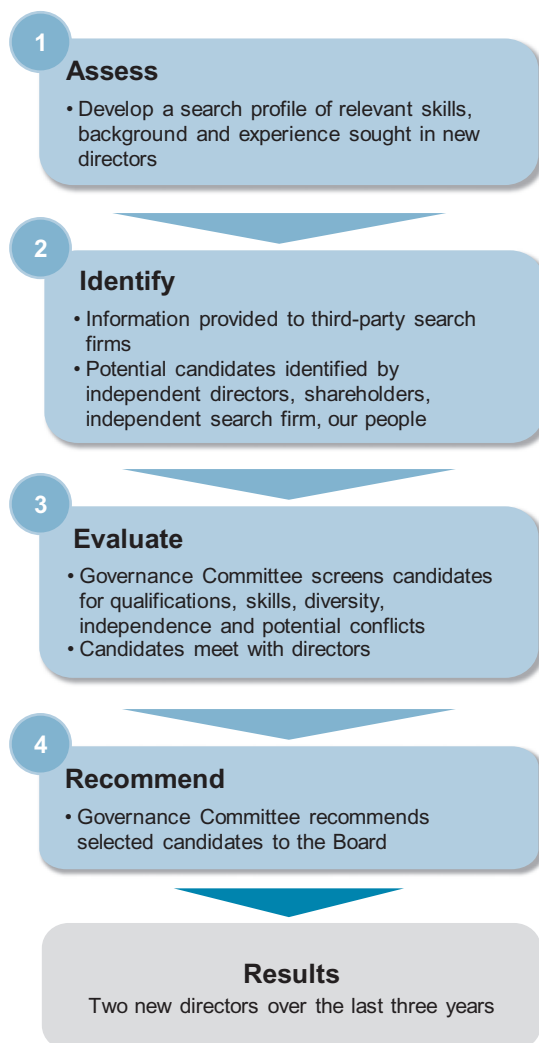 1
Assess
• Develop a search profile of relevant skills,
background and experience sought in new
directors
2
Identify
• Information provided to third-party search
firms
• Potential candidates identified by
independent directors, shareholders,
independent search firm, our people
3
Evaluate
• Governance Committee screens candidates
for qualifications, skills, diversity,
independence and potential conflicts
• Candidates meet with directors
4
Recommend
• Governance Committee recommends
selected candidates to the Board
Results
Two new directors over the last three years